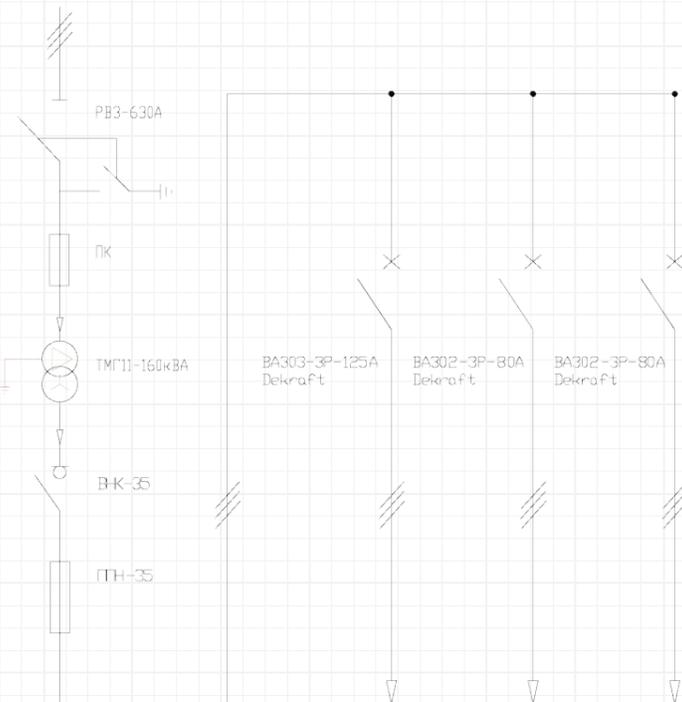 РВЗ-630А
ПК
ТМГ11-160кВА
ВНК-35
ППН-35
ВА303-3Р-125А
Dekraft
ВА302-3Р-80А
Dekraft
ВА302-3Р-80А
Dekraft